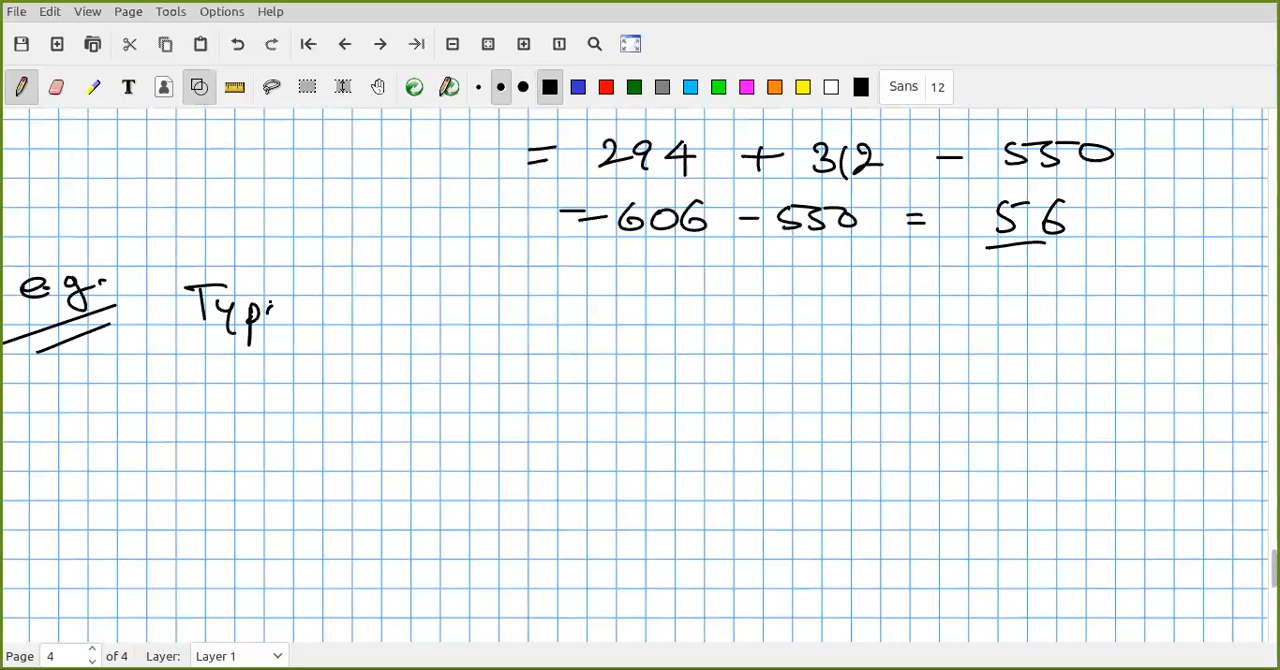 File Edit View Page Tools Options Help
Sans 12
= 294 + 312 - 550
= 606 - 550 = 56
e.g. Typi
Page 4 of 4 Layer: Layer 1